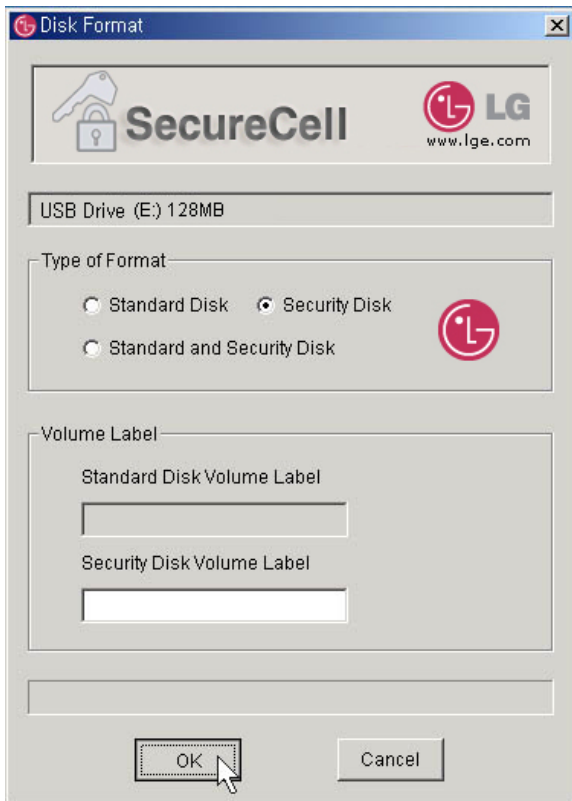 Disk Format
SecureCell
LG
www.lge.com
USB Drive (E:) 128MB
Type of Format
Standard Disk
Security Disk
Standard and Security Disk
Volume Label
Standard Disk Volume Label
Security Disk Volume Label
OK
Cancel